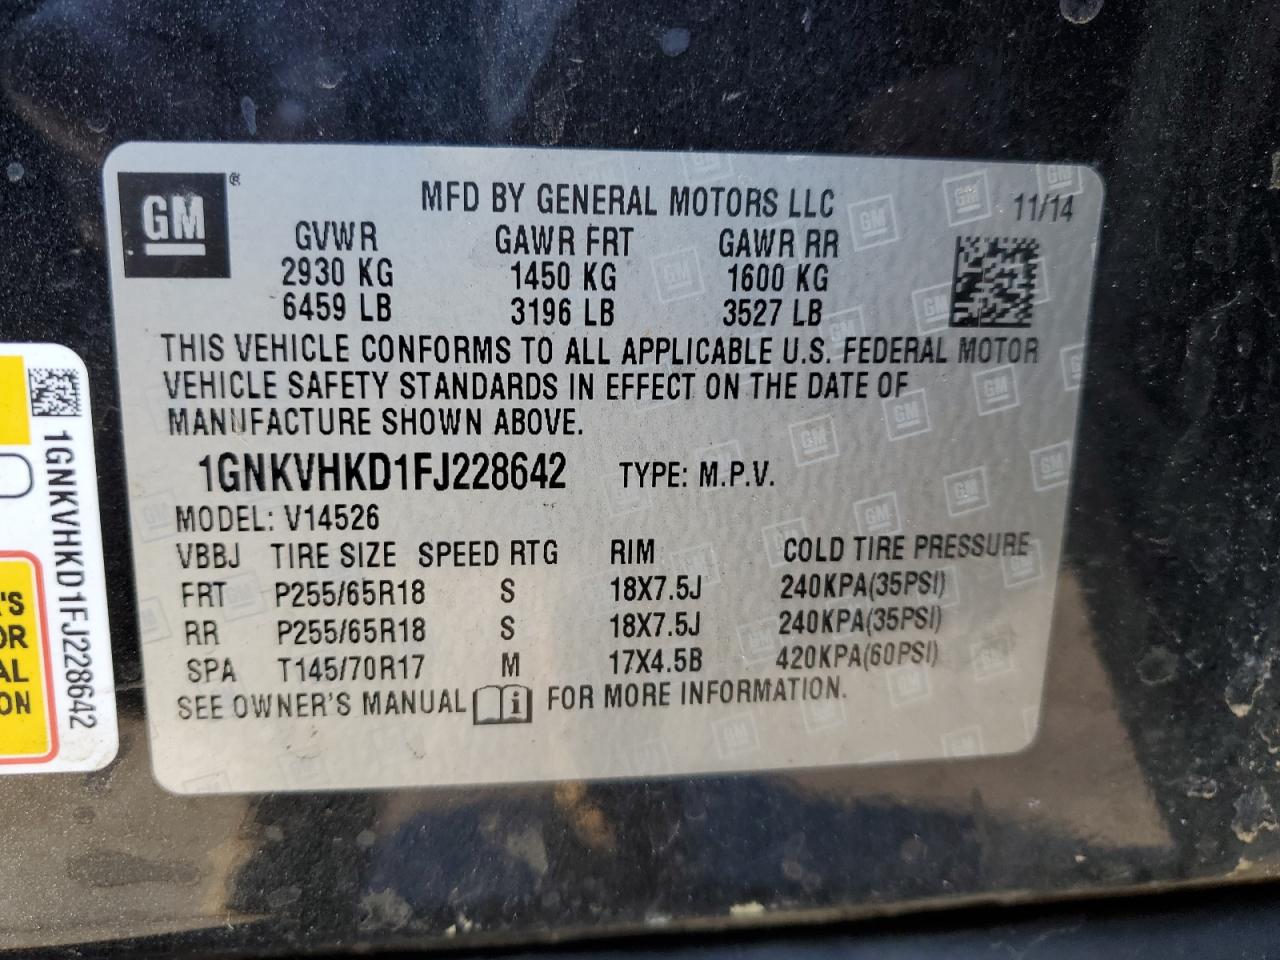 GM
MFD BY GENERAL MOTORS LLC
11/14
GVWR GAWR FRT GAWR RR
2930 KG 1450 KG 1600 KG
6459 LB 3196 LB 3527 LB
THIS VEHICLE CONFORMS TO ALL APPLICABLE U.S. FEDERAL MOTOR
VEHICLE SAFETY STANDARDS IN EFFECT ON THE DATE OF
MANUFACTURE SHOWN ABOVE.
1GNKVHKD1FJ228642 TYPE: M.P.V.
MODEL: V14526
VBBJ TIRE SIZE SPEED RTG RIM COLD TIRE PRESSURE
FRT P255/65R18 S 18X7.5J 240KPA(35PSI)
RR P255/65R18 S 18X7.5J 240KPA(35PSI)
SPA T145/70R17 M 17X4.5B 420KPA(60PSI)
SEE OWNER'S MANUAL i FOR MORE INFORMATION.
1GNKVHKD1FJ228642
'S
OR
AL
ON